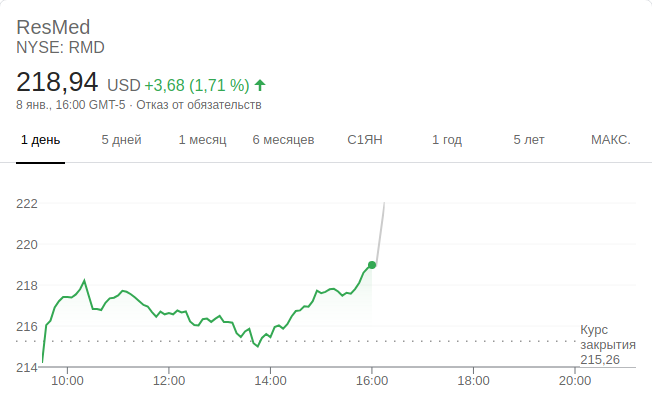 ResMed
NYSE: RMD
218,94 USD +3,68 (1,71 %)
8 янв., 16:00 GMT-5 · Отказ от обязательств
1 день 5 дней 1 месяц 6 месяцев С1ЯН 1 год 5 лет МАКС.
222
220
218
216
Курс
закрытия
215,26
214
10:00 12:00 14:00 16:00 18:00 20:00